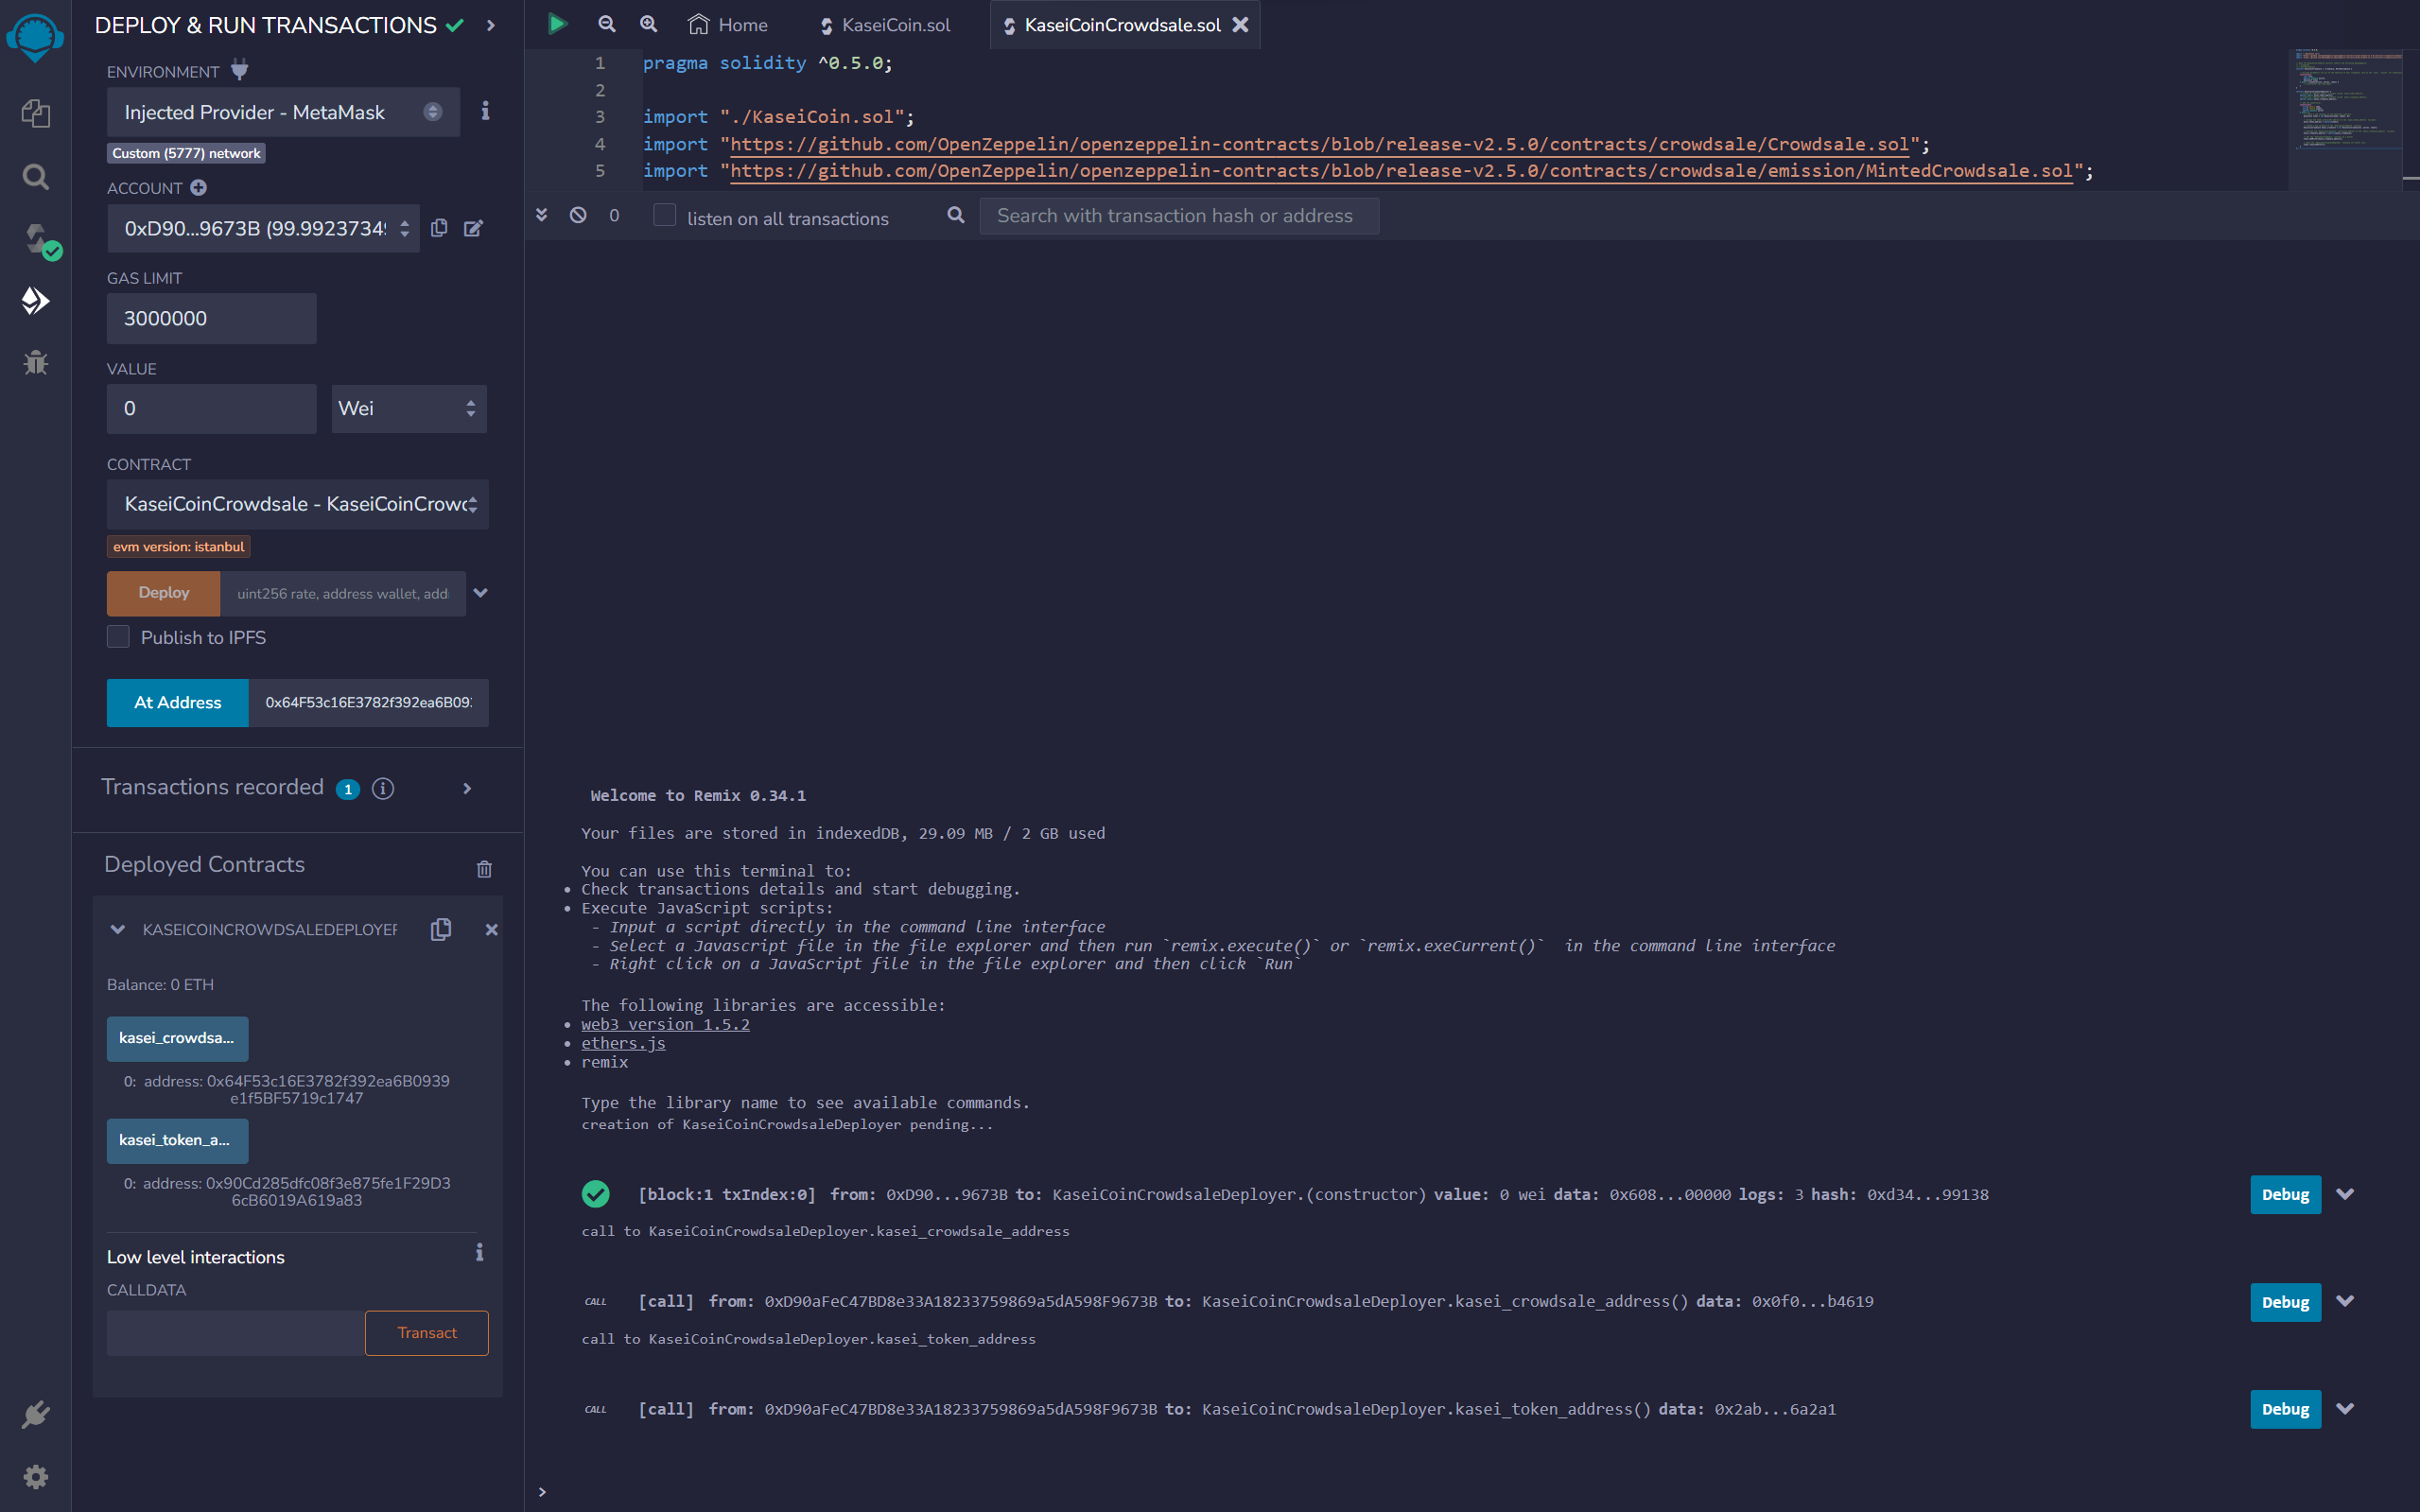 DEPLOY & RUN TRANSACTIONS
ENVIRONMENT
Injected Provider - MetaMask
Custom (5777) network
ACCOUNT
0xD90...9673B (99.99237349
GAS LIMIT
3000000
VALUE
0 Wei
CONTRACT
KaseiCoinCrowdsale - KaseiCoinCrowd
evm version: istanbul
Deploy uint256 rate, address wallet, add
Publish to IPFS
At Address 0x64F53c16E3782f392ea6B093
Transactions recorded 1
Deployed Contracts
KASEICOINCROWDSALEDEPLOYER
Balance: 0 ETH
kasei_crowdsa...
0: address: 0x64F53c16E3782f392ea6B0939
e1f5BF5719c1747
kasei_token_a...
0: address: 0x90Cd285dfc08f3e875fe1F29D3
6cB6019A619a83
Low level interactions
CALLDATA
Transact
Home KaseiCoin.sol KaseiCoinCrowdsale.sol
1 pragma solidity ^0.5.0;
2
3 import "./KaseiCoin.sol";
4 import "https://github.com/OpenZeppelin/openzeppelin-contracts/blob/release-v2.5.0/contracts/crowdsale/Crowdsale.sol";
5 import "https://github.com/OpenZeppelin/openzeppelin-contracts/blob/release-v2.5.0/contracts/crowdsale/emission/MintedCrowdsale.sol";
0 listen on all transactions Search with transaction hash or address
Welcome to Remix 0.34.1
Your files are stored in indexedDB, 29.09 MB / 2 GB used
You can use this terminal to:
• Check transactions details and start debugging.
• Execute JavaScript scripts:
- Input a script directly in the command line interface
- Select a Javascript file in the file explorer and then run `remix.execute()` or `remix.exeCurrent()` in the command line interface
- Right click on a JavaScript file in the file explorer and then click `Run`
The following libraries are accessible:
• web3 version 1.5.2
• ethers.js
• remix
Type the library name to see available commands.
creation of KaseiCoinCrowdsaleDeployer pending...
[block:1 txIndex:0] from: 0xD90...9673B to: KaseiCoinCrowdsaleDeployer.(constructor) value: 0 wei data: 0x608...00000 logs: 3 hash: 0xd34...99138 Debug
call to KaseiCoinCrowdsaleDeployer.kasei_crowdsale_address
CALL [call] from: 0xD90aFeC47BD8e33A18233759869a5dA598F9673B to: KaseiCoinCrowdsaleDeployer.kasei_crowdsale_address() data: 0x0f0...b4619 Debug
call to KaseiCoinCrowdsaleDeployer.kasei_token_address
CALL [call] from: 0xD90aFeC47BD8e33A18233759869a5dA598F9673B to: KaseiCoinCrowdsaleDeployer.kasei_token_address() data: 0x2ab...6a2a1 Debug
>